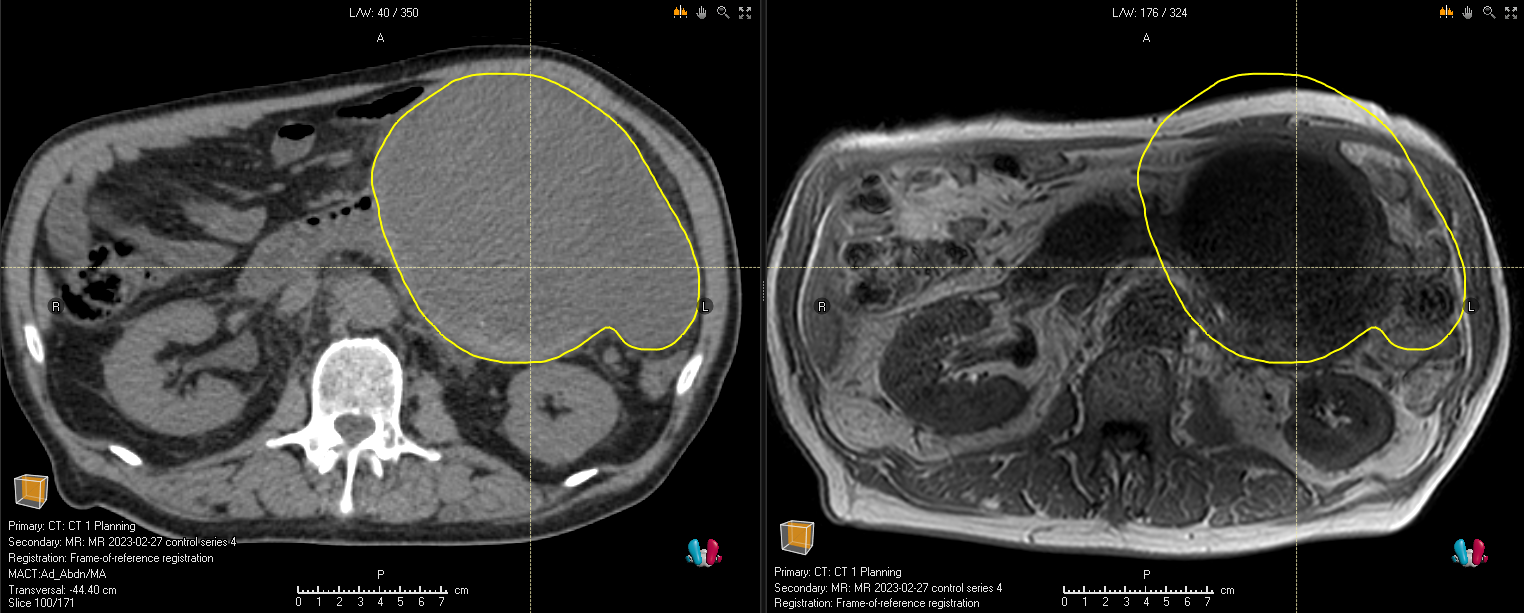 L/W: 40 / 350
A
R
L
Primary: CT: CT 1 Planning
Secondary: MR: MR 2023-02-27 control series 4
Registration: Frame-of-reference registration
MACT:Ad_Abdn/MA
Transversal: -44.40 cm
Slice 100/171
P
0 1 2 3 4 5 6 7 cm
L/W: 176 / 324
A
R
L
Primary: CT: CT 1 Planning
Secondary: MR: MR 2023-02-27 control series 4
Registration: Frame-of-reference registration
P
0 1 2 3 4 5 6 7 cm